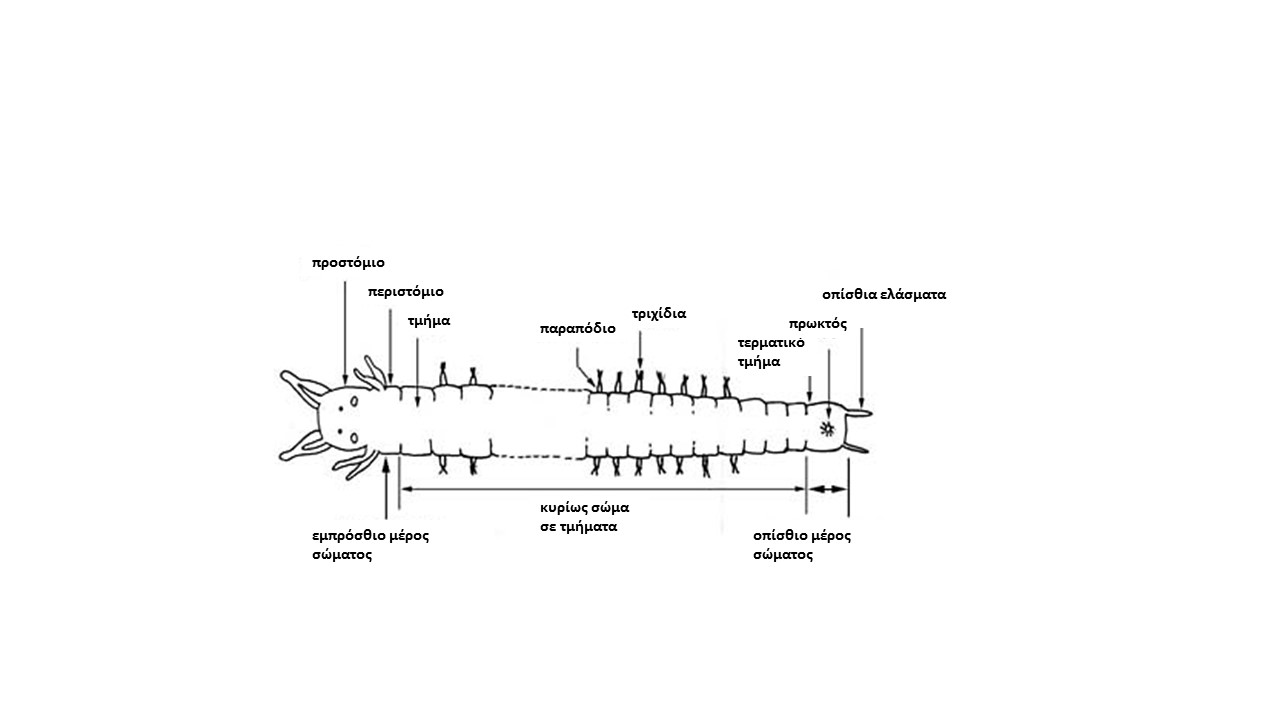 προστόμιο
περιστόμιο
τμήμα
παραπόδιο
τριχίδια
οπίσθια ελάσματα
πρωκτός
τερματικό
τμήμα
κυρίως σώμα
σε τμήματα
εμπρόσθιο μέρος
σώματος
οπίσθιο μέρος
σώματος